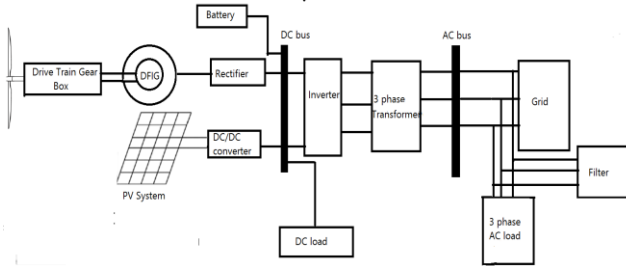 Battery
DC bus
AC bus
Drive Train Gear
Box
DFIG
Rectifier
Inverter
3 phase
Transformer
Grid
DC/DC
converter
PV System
Filter
DC load
3 phase
AC load